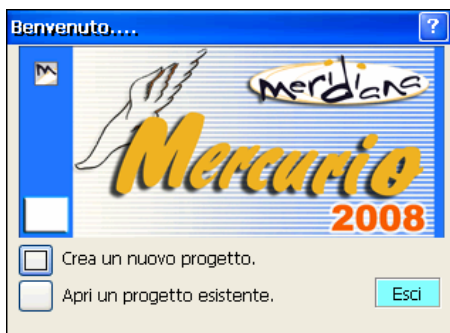 Benvenuto.... ?
M
Meridiana
Mercurio
2008
Crea un nuovo progetto.
Apri un progetto esistente.
Esci